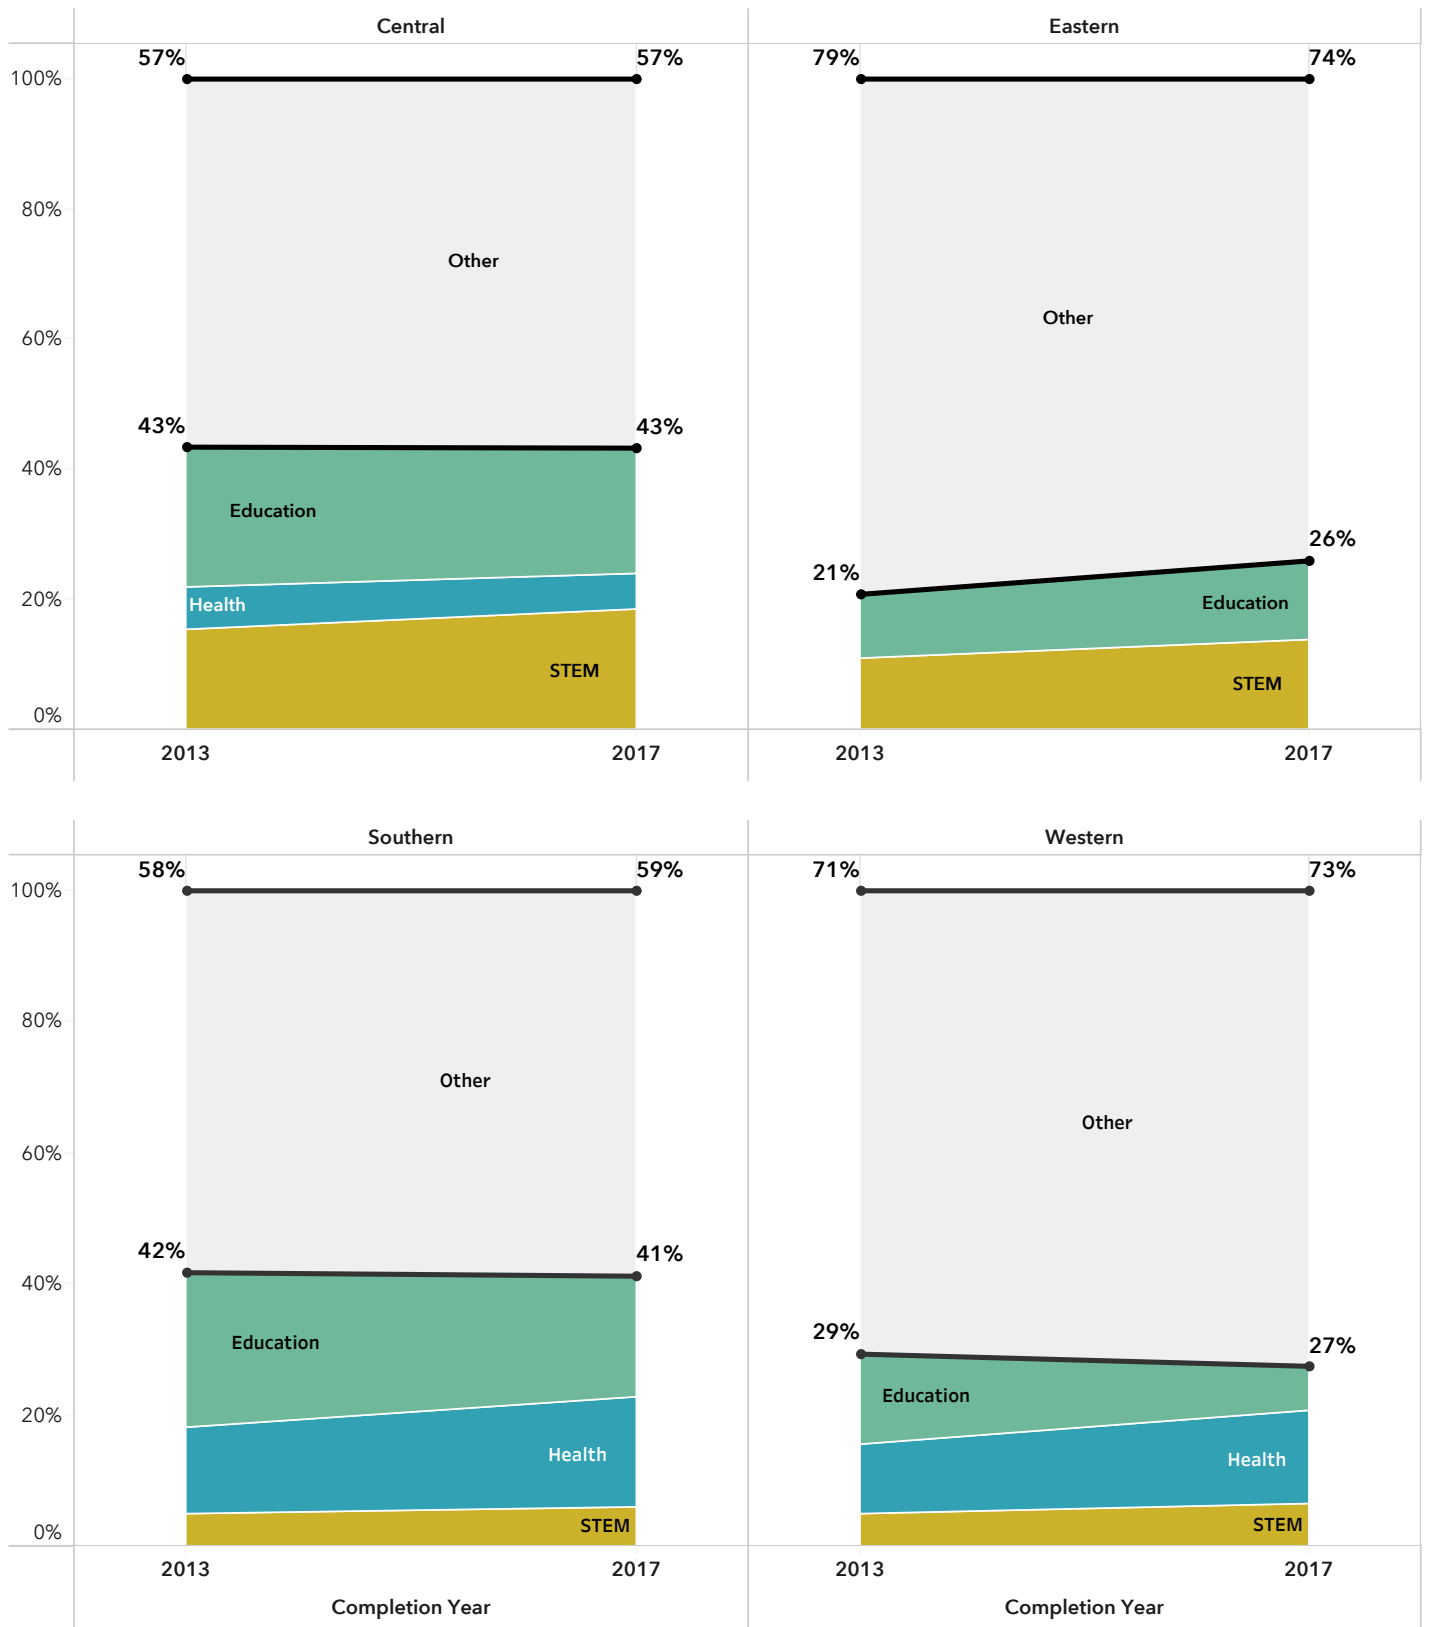 Central
Eastern
57%
57%
79%
74%
100%
80%
Other
Other
60%
43%
43%
40%
26%
21%
Education
Education
20%
Health
STEM
STEM
0%
2013
2017
2013
2017
Southern
Western
58%
59%
71%
73%
100%
80%
Other
Other
60%
42%
41%
40%
29%
27%
Education
Education
20%
Health
Health
STEM
STEM
0%
2013
2017
2013
2017
Completion Year
Completion Year